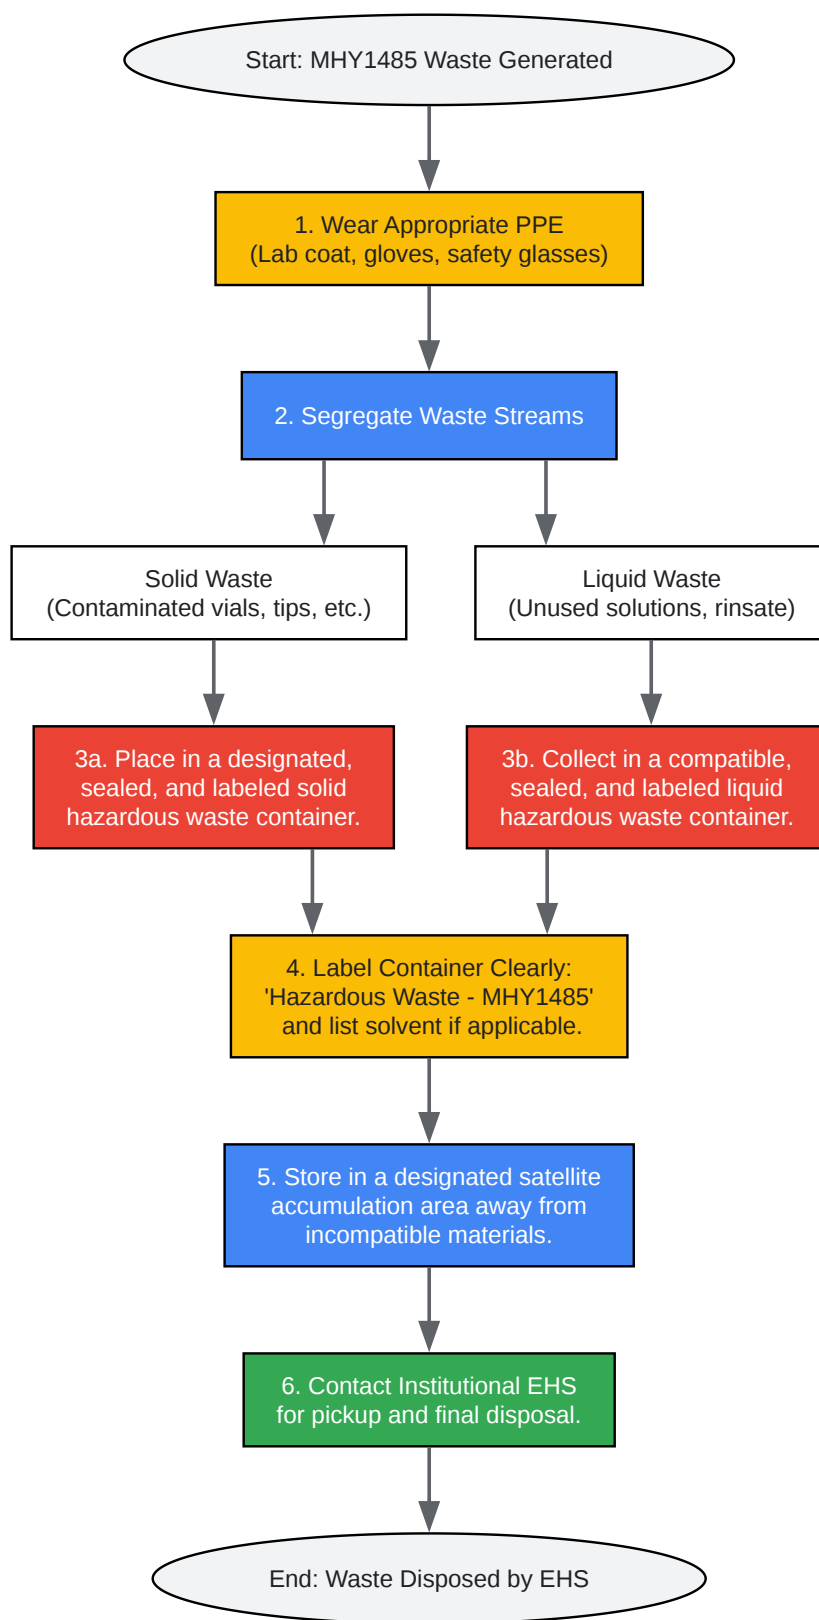 Start: MHY1485 Waste Generated
1. Wear Appropriate PPE
(Lab coat, gloves, safety glasses)
2. Segregate Waste Streams
Solid Waste
(Contaminated vials, tips, etc.)
Liquid Waste
(Unused solutions, rinsate)
3a. Place in a designated,
sealed, and labeled solid
hazardous waste container.
3b. Collect in a compatible,
sealed, and labeled liquid
hazardous waste container.
4. Label Container Clearly:
'Hazardous Waste - MHY1485'
and list solvent if applicable.
5. Store in a designated satellite
accumulation area away from
incompatible materials.
6. Contact Institutional EHS
for pickup and final disposal.
End: Waste Disposed by EHS